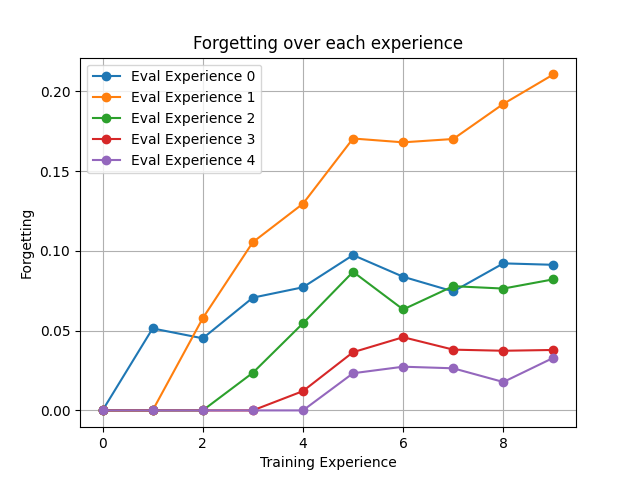 Forgetting over each experience
Eval Experience 0
Eval Experience 1
Eval Experience 2
Eval Experience 3
Eval Experience 4
0.20
0.15
0.10
0.05
0.00
Forgetting
0 2 4 6 8
Training Experience